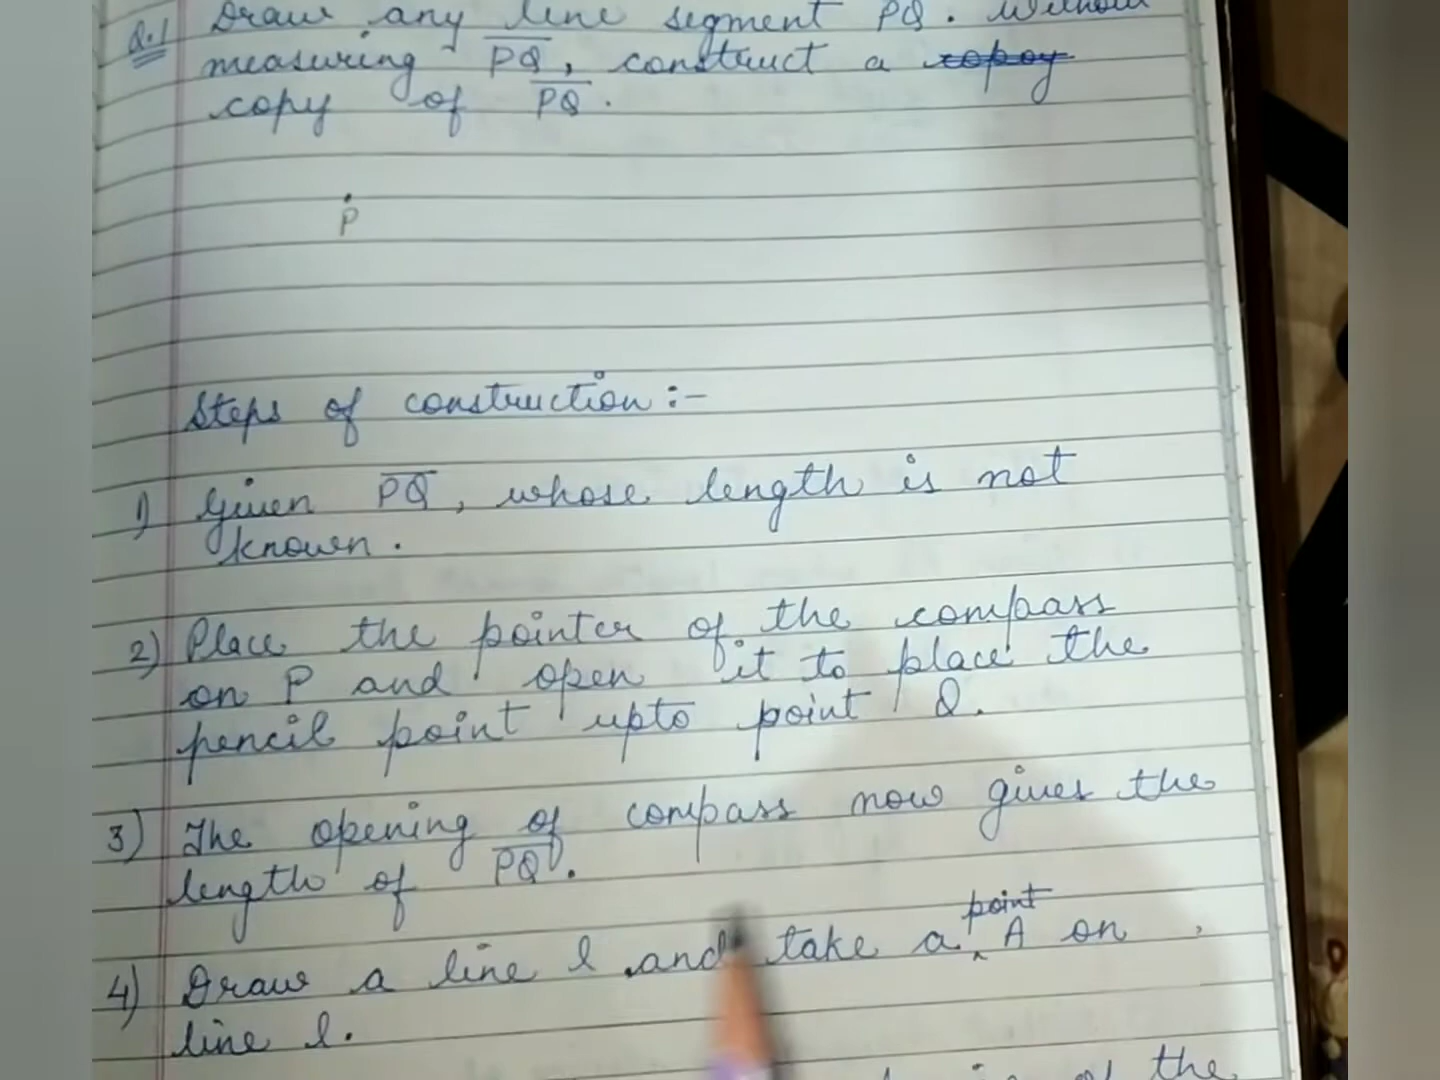 Q.1 Draw any line segment PQ. Without
measuring PQ, construct a copoy
copy of PQ.
P
Steps of construction :-
1) Given PQ, whose length is not
known.
2) Place the pointer of the compass
on P and open it to place the
pencil point upto point Q.
3) The opening of compass now gives the
length of PQ.
point
4) Draw a line l and take a ^ A on
line l.
of the